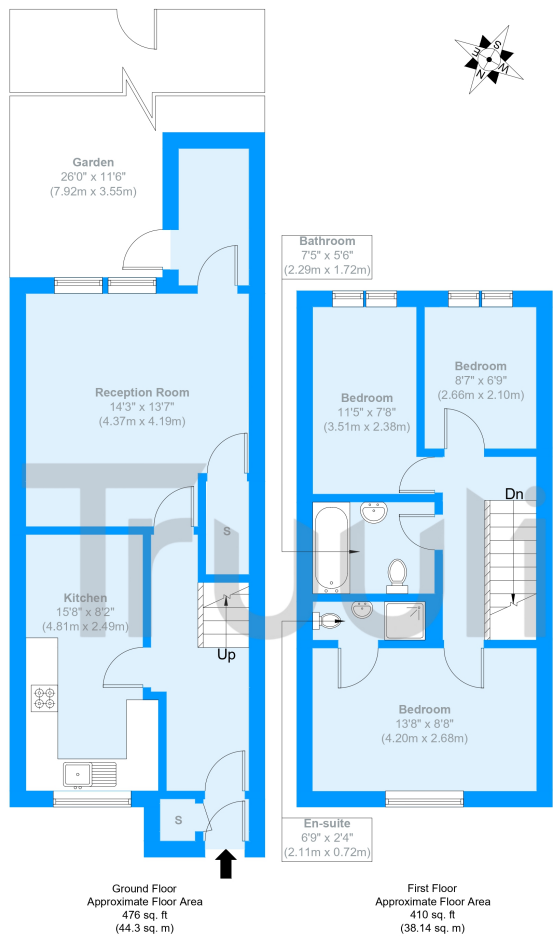 Garden
26'0" x 11'6"
(7.92m x 3.55m)
S
W
N
E
Bathroom
7'5" x 5'6"
(2.29m x 1.72m)
Reception Room
14'3" x 13'7"
(4.37m x 4.19m)
Bedroom
8'7" x 6'9"
(2.66m x 2.10m)
Bedroom
11'5" x 7'8"
(3.51m x 2.38m)
Truuli
Dn
S
Kitchen
15'8" x 8'2"
(4.81m x 2.49m)
Up
Bedroom
13'8" x 8'8"
(4.20m x 2.68m)
S
En-suite
6'9" x 2'4"
(2.11m x 0.72m)
Ground Floor
Approximate Floor Area
476 sq. ft
(44.3 sq. m)
First Floor
Approximate Floor Area
410 sq. ft
(38.14 sq. m)